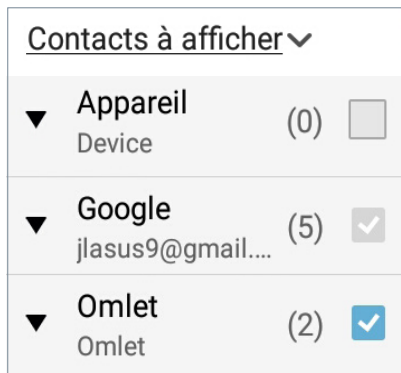 Contacts à afficher
Appareil
(0)
Device
Google
(5)
jlasus9@gmail....
Omlet
(2)
Omlet